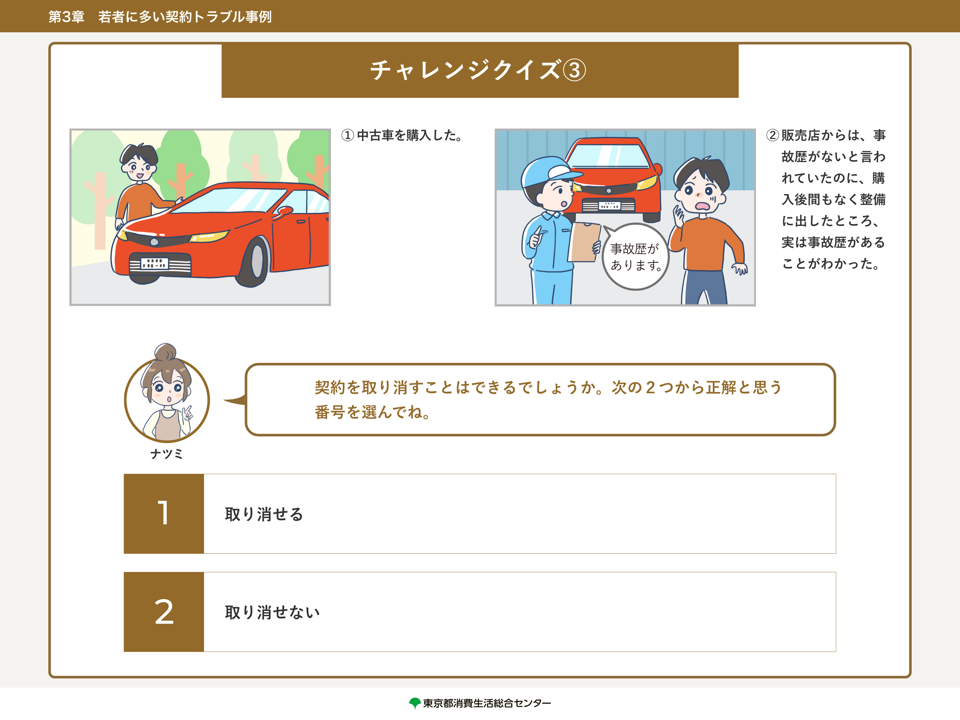 第3章　若者に多い契約トラブル事例
チャレンジクイズ③
①中古車を購入した。
②販売店からは、事
故歴がないと言わ
れていたのに、購
入後間もなく整備
に出したところ、
実は事故歴がある
ことがわかった。
事故歴が
あります。
契約を取り消すことはできるでしょうか。次の２つから正解と思う
番号を選んでね。
ナツミ
1
取り消せる
2
取り消せない
東京都消費生活総合センター